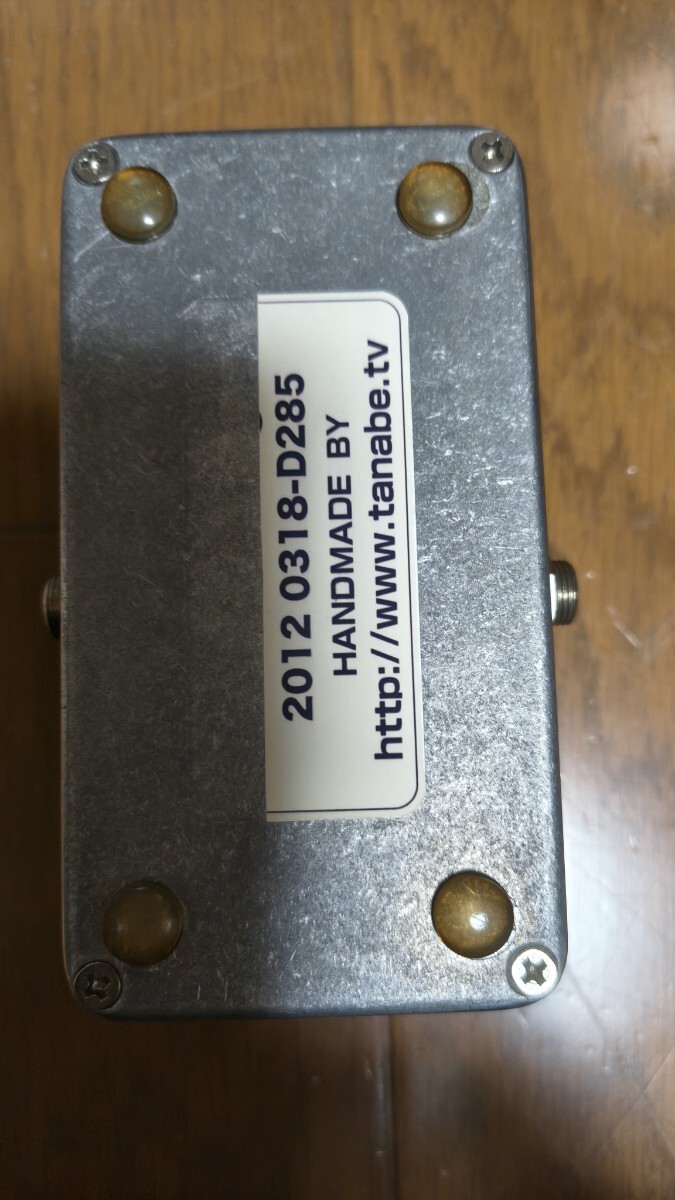 2012 0318-D285
HANDMADE BY
http://www.tanabe.tv